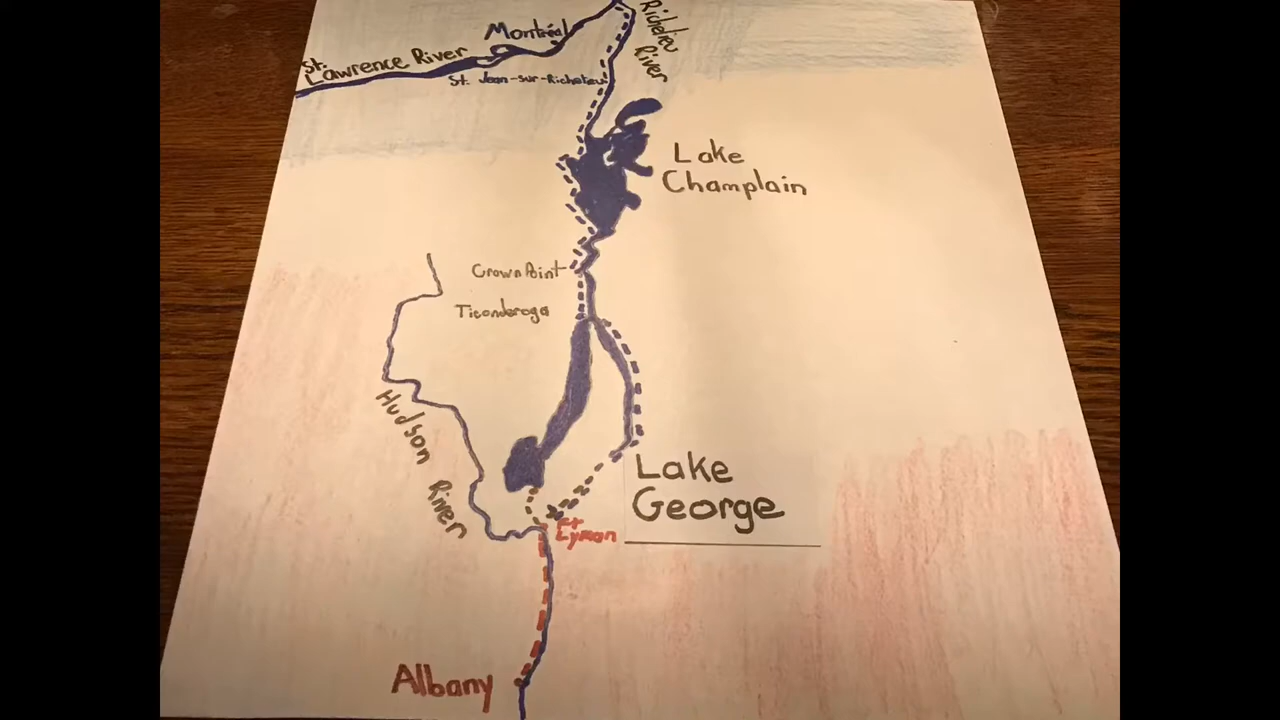 Montréal
Richelieu
River
St.
Lawrence River
St. Jean-sur-Richelieu
Lake
Champlain
Crown Point
Ticonderoga
Hudson
River
Lake
George
Ft
Lyman
Albany